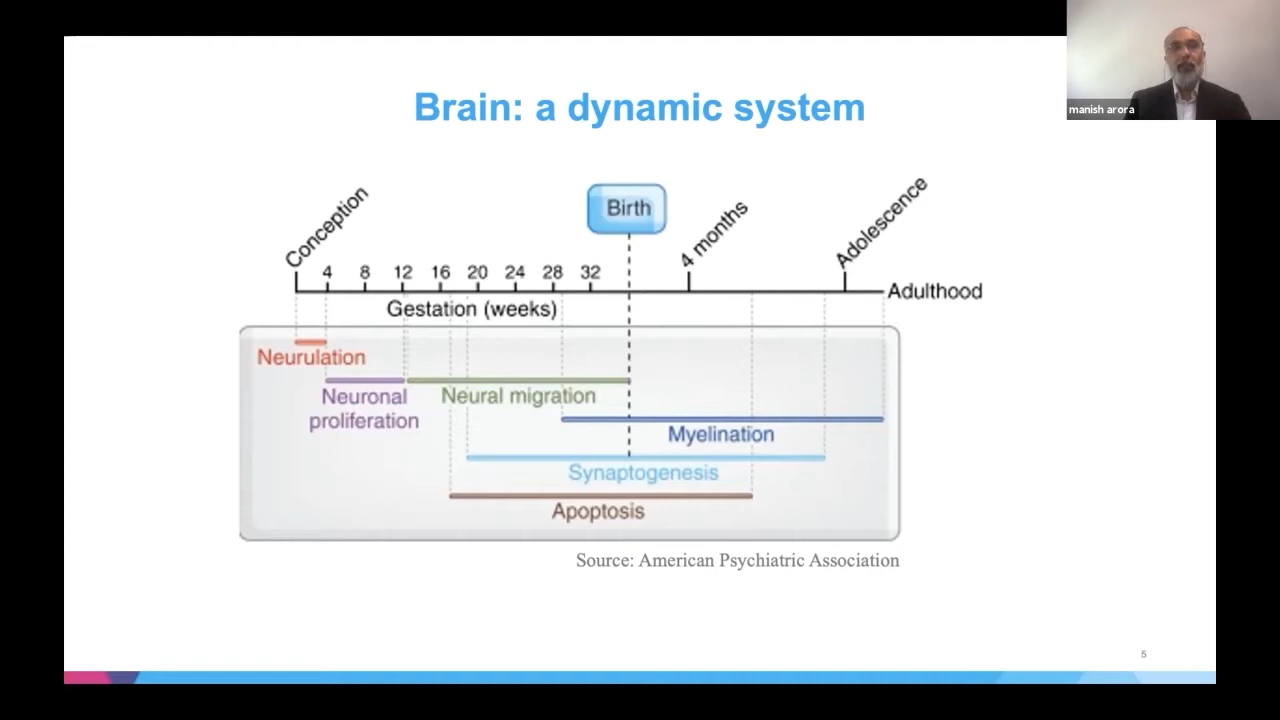 manish arora
Brain: a dynamic system
Conception
Birth
4 months
Adolescence
4 8 12 16 20 24 28 32
Adulthood
Gestation (weeks)
Neurulation
Neuronal
proliferation
Neural migration
Myelination
Synaptogenesis
Apoptosis
Source: American Psychiatric Association
5